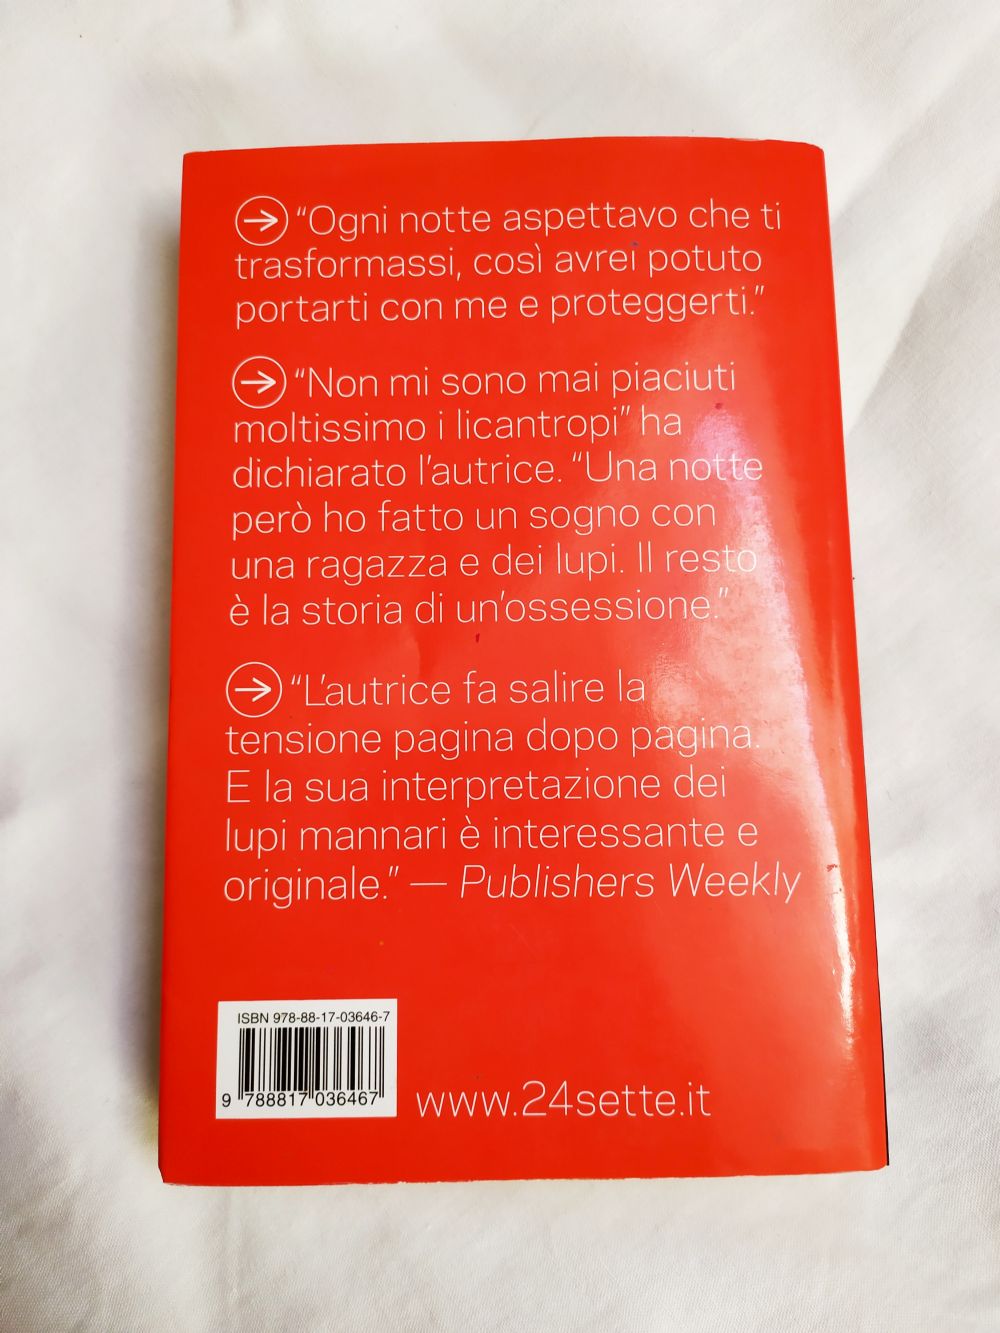 “Ogni notte aspettavo che ti
trasformassi, così avrei potuto
portarti con me e proteggerti.”
“Non mi sono mai piaciuti
moltissimo i licantropi” ha
dichiarato l’autrice. “Una notte
però ho fatto un sogno con
una ragazza e dei lupi. Il resto
è la storia di un’ossessione.”
“L’autrice fa salire la
tensione pagina dopo pagina.
E la sua interpretazione dei
lupi mannari è interessante e
originale.” — Publishers Weekly
ISBN 978-88-17-03646-7
9 788817 036467
www.24sette.it